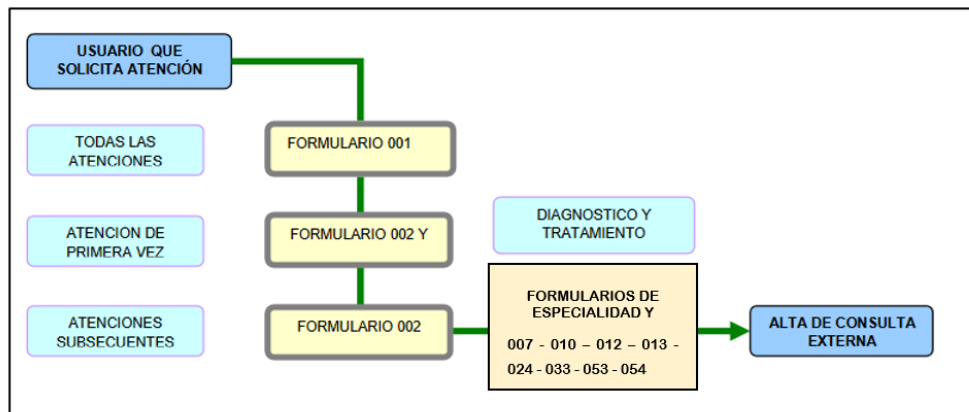 USUARIO QUE
SOLICITA ATENCIÓN
TODAS LAS
ATENCIONES
FORMULARIO 001
ATENCION DE
PRIMERA VEZ
FORMULARIO 002 Y
DIAGNOSTICO Y
TRATAMIENTO
ATENCIONES
SUBSECUENTES
FORMULARIO 002
FORMULARIOS DE
ESPECIALIDAD Y
007 - 010 – 012 – 013 -
024 - 033 - 053 - 054
ALTA DE CONSULTA
EXTERNA